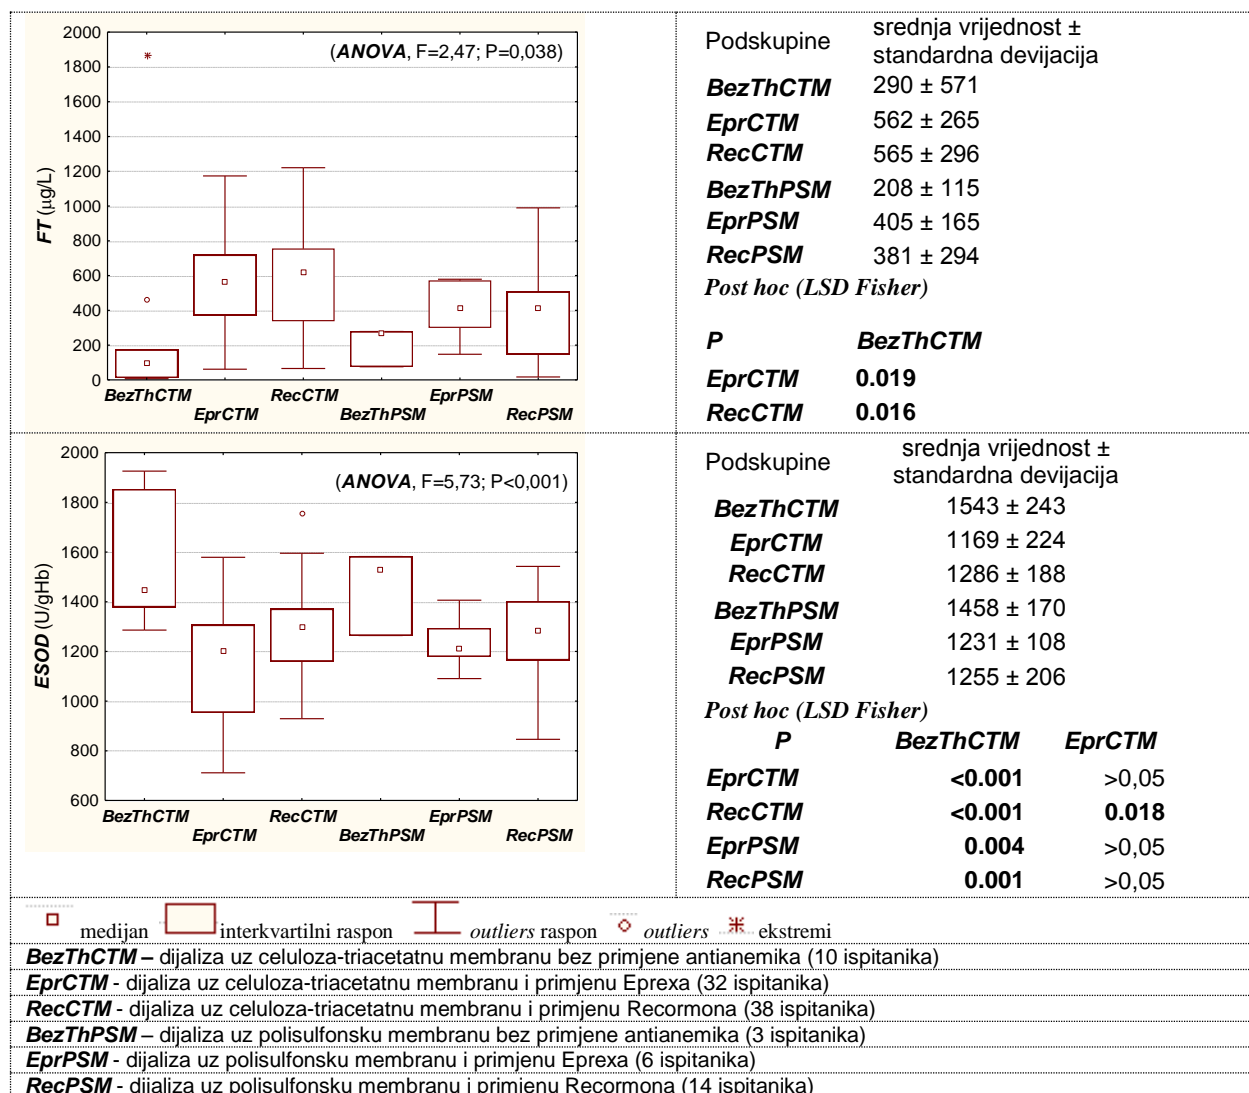 2000
1800
1600
1400
1200
1000
800
600
400
200
0
FT (µg/L)
(ANOVA, F=2,47; P=0,038)
BezThCTM
EprCTM
RecCTM
BezThPSM
EprPSM
RecPSM
Podskupine srednja vrijednost ±
standardna devijacija
BezThCTM 290 ± 571
EprCTM 562 ± 265
RecCTM 565 ± 296
BezThPSM 208 ± 115
EprPSM 405 ± 165
RecPSM 381 ± 294
Post hoc (LSD Fisher)
P BezThCTM
EprCTM 0.019
RecCTM 0.016
2000
1800
1600
1400
1200
1000
800
600
ESOD (U/gHb)
(ANOVA, F=5,73; P<0,001)
BezThCTM
EprCTM
RecCTM
BezThPSM
EprPSM
RecPSM
Podskupine srednja vrijednost ±
standardna devijacija
BezThCTM 1543 ± 243
EprCTM 1169 ± 224
RecCTM 1286 ± 188
BezThPSM 1458 ± 170
EprPSM 1231 ± 108
RecPSM 1255 ± 206
Post hoc (LSD Fisher)
P BezThCTM EprCTM
EprCTM <0.001 >0,05
RecCTM <0.001 0.018
EprPSM 0.004 >0,05
RecPSM 0.001 >0,05
medijan interkvartilni raspon outliers raspon outliers ekstremi
BezThCTM – dijaliza uz celuloza-triacetatnu membranu bez primjene antianemika (10 ispitanika)
EprCTM - dijaliza uz celuloza-triacetatnu membranu i primjenu Eprexa (32 ispitanika)
RecCTM - dijaliza uz celuloza-triacetatnu membranu i primjenu Recormona (38 ispitanika)
BezThPSM – dijaliza uz polisulfonsku membranu bez primjene antianemika (3 ispitanika)
EprPSM - dijaliza uz polisulfonsku membranu i primjenu Eprexa (6 ispitanika)
RecPSM - dijaliza uz polisulfonsku membranu i primjenu Recormona (14 ispitanika)